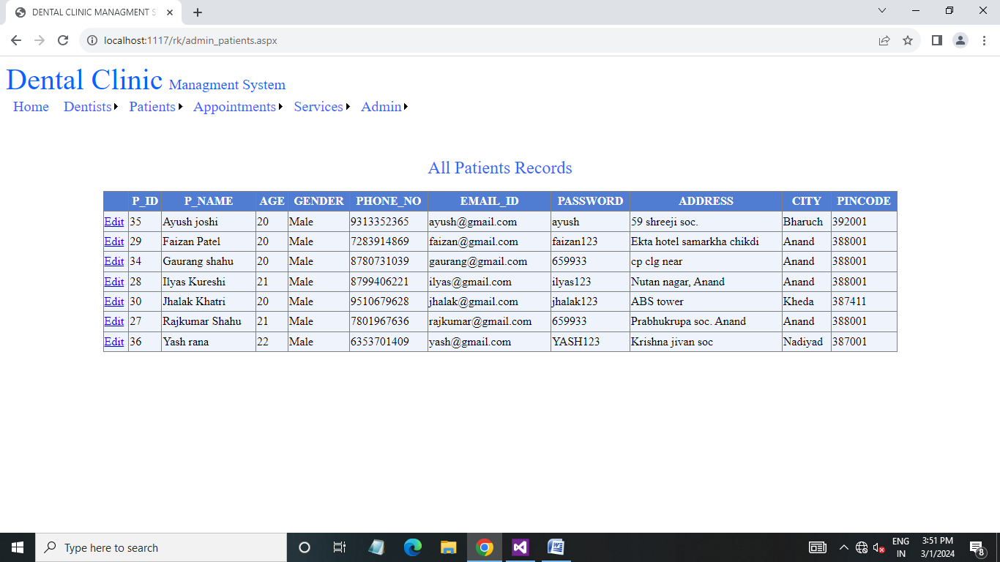 DENTAL CLINIC MANAGMENT S
localhost:1117/rk/admin_patients.aspx
Dental Clinic Managment System
Home Dentists Patients Appointments Services Admin
All Patients Records
P_ID P_NAME AGE GENDER PHONE_NO EMAIL_ID PASSWORD ADDRESS CITY PINCODE
Edit 35 Ayush joshi 20 Male 9313352365 ayush@gmail.com ayush 59 shreeji soc. Bharuch 392001
Edit 29 Faizan Patel 20 Male 7283914869 faizan@gmail.com faizan123 Ekta hotel samarkha chikdi Anand 388001
Edit 34 Gaurang shahu 20 Male 8780731039 gaurang@gmail.com 659933 cp clg near Anand 388001
Edit 28 Ilyas Kureshi 21 Male 8799406221 ilyas@gmail.com ilyas123 Nutan nagar, Anand Anand 388001
Edit 30 Jhalak Khatri 20 Male 9510679628 jhalak@gmail.com jhalak123 ABS tower Kheda 387411
Edit 27 Rajkumar Shahu 21 Male 7801967636 rajkumar@gmail.com 659933 Prabhukrupa soc. Anand Anand 388001
Edit 36 Yash rana 22 Male 6353701409 yash@gmail.com YASH123 Krishna jivan soc Nadiyad 387001
Type here to search
ENG
IN
3:51 PM
3/1/2024
8